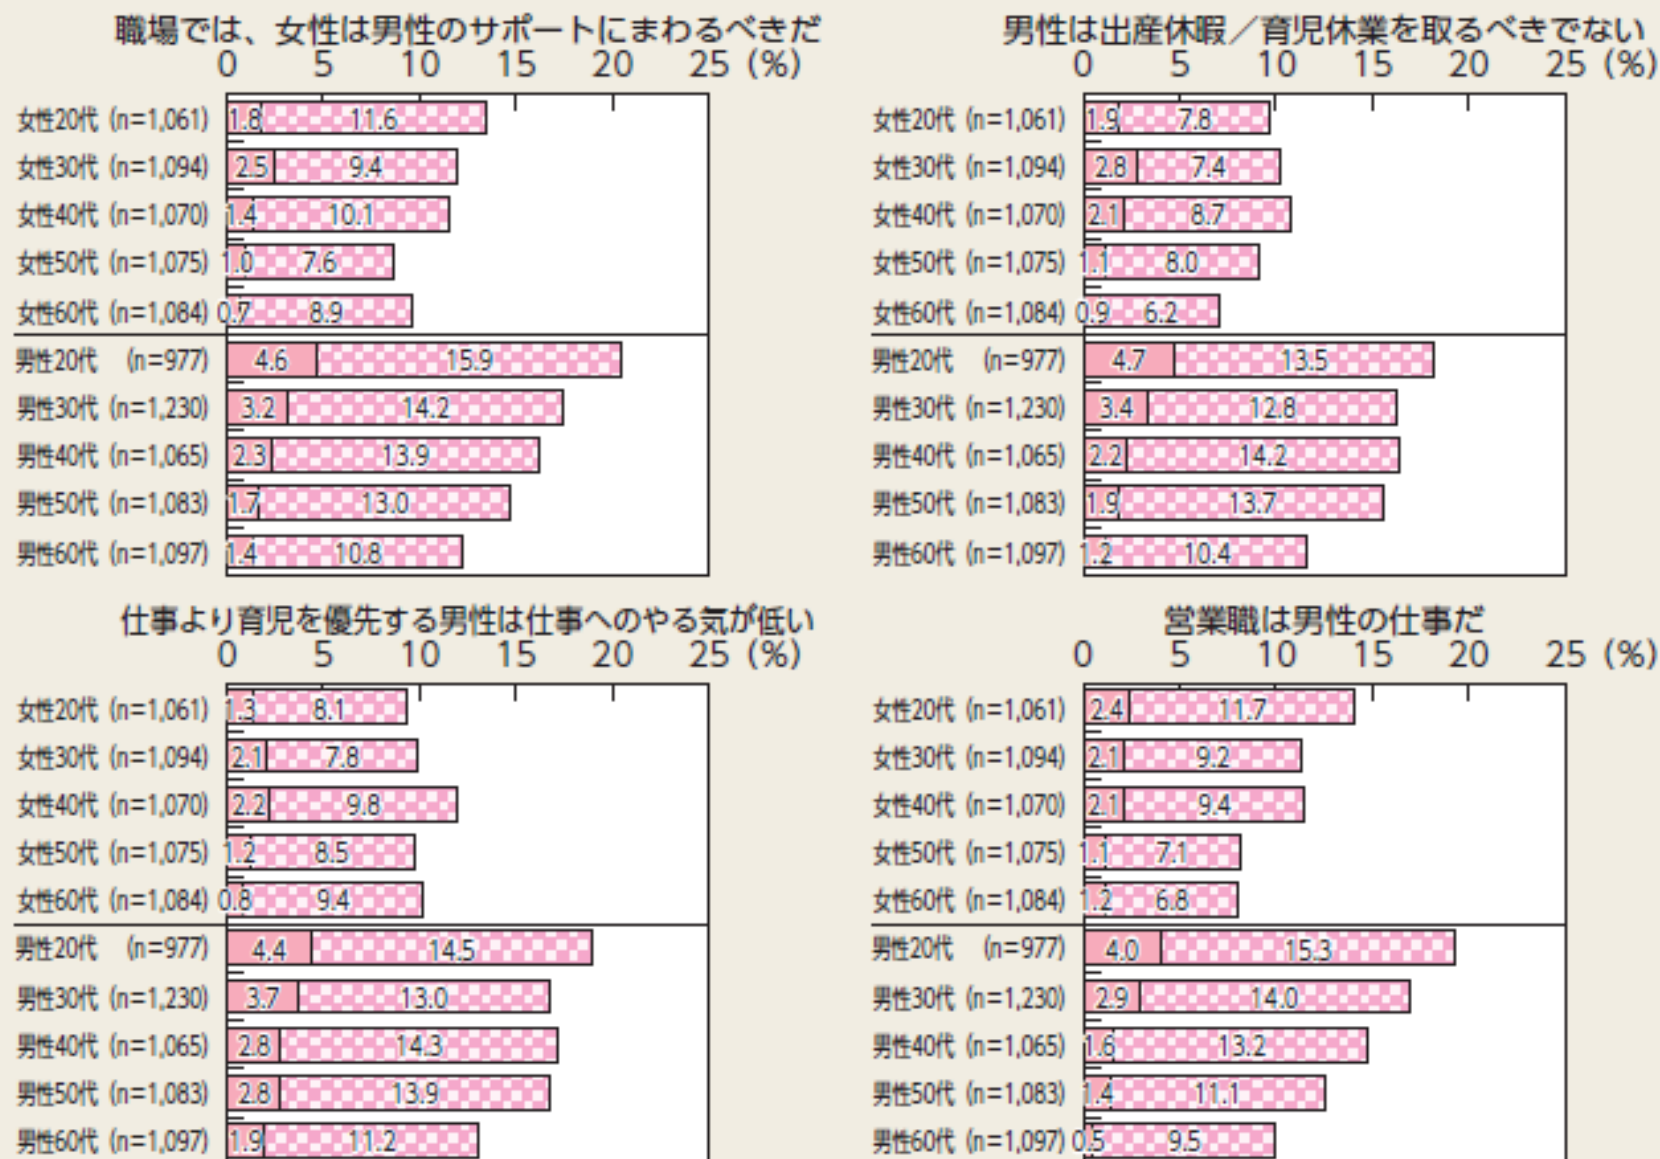 職場では、女性は男性のサポートにまわるべきだ
0 5 10 15 20 25 (%)
女性20代 (n=1,061) 1.8 11.6
女性30代 (n=1,094) 2.5 9.4
女性40代 (n=1,070) 1.4 10.1
女性50代 (n=1,075) 1.0 7.6
女性60代 (n=1,084) 0.7 8.9
男性20代 (n=977) 4.6 15.9
男性30代 (n=1,230) 3.2 14.2
男性40代 (n=1,065) 2.3 13.9
男性50代 (n=1,083) 1.7 13.0
男性60代 (n=1,097) 1.4 10.8
男性は出産休暇／育児休業を取るべきでない
0 5 10 15 20 25 (%)
女性20代 (n=1,061) 1.9 7.8
女性30代 (n=1,094) 2.8 7.4
女性40代 (n=1,070) 2.1 8.7
女性50代 (n=1,075) 1.1 8.0
女性60代 (n=1,084) 0.9 6.2
男性20代 (n=977) 4.7 13.5
男性30代 (n=1,230) 3.4 12.8
男性40代 (n=1,065) 2.2 14.2
男性50代 (n=1,083) 1.9 13.7
男性60代 (n=1,097) 1.2 10.4
仕事より育児を優先する男性は仕事へのやる気が低い
0 5 10 15 20 25 (%)
女性20代 (n=1,061) 1.3 8.1
女性30代 (n=1,094) 2.1 7.8
女性40代 (n=1,070) 2.2 9.8
女性50代 (n=1,075) 1.2 8.5
女性60代 (n=1,084) 0.8 9.4
男性20代 (n=977) 4.4 14.5
男性30代 (n=1,230) 3.7 13.0
男性40代 (n=1,065) 2.8 14.3
男性50代 (n=1,083) 2.8 13.9
男性60代 (n=1,097) 1.9 11.2
営業職は男性の仕事だ
0 5 10 15 20 25 (%)
女性20代 (n=1,061) 2.4 11.7
女性30代 (n=1,094) 2.1 9.2
女性40代 (n=1,070) 2.1 9.4
女性50代 (n=1,075) 1.1 7.1
女性60代 (n=1,084) 1.2 6.8
男性20代 (n=977) 4.0 15.3
男性30代 (n=1,230) 2.9 14.0
男性40代 (n=1,065) 1.6 13.2
男性50代 (n=1,083) 1.4 11.1
男性60代 (n=1,097) 0.5 9.5